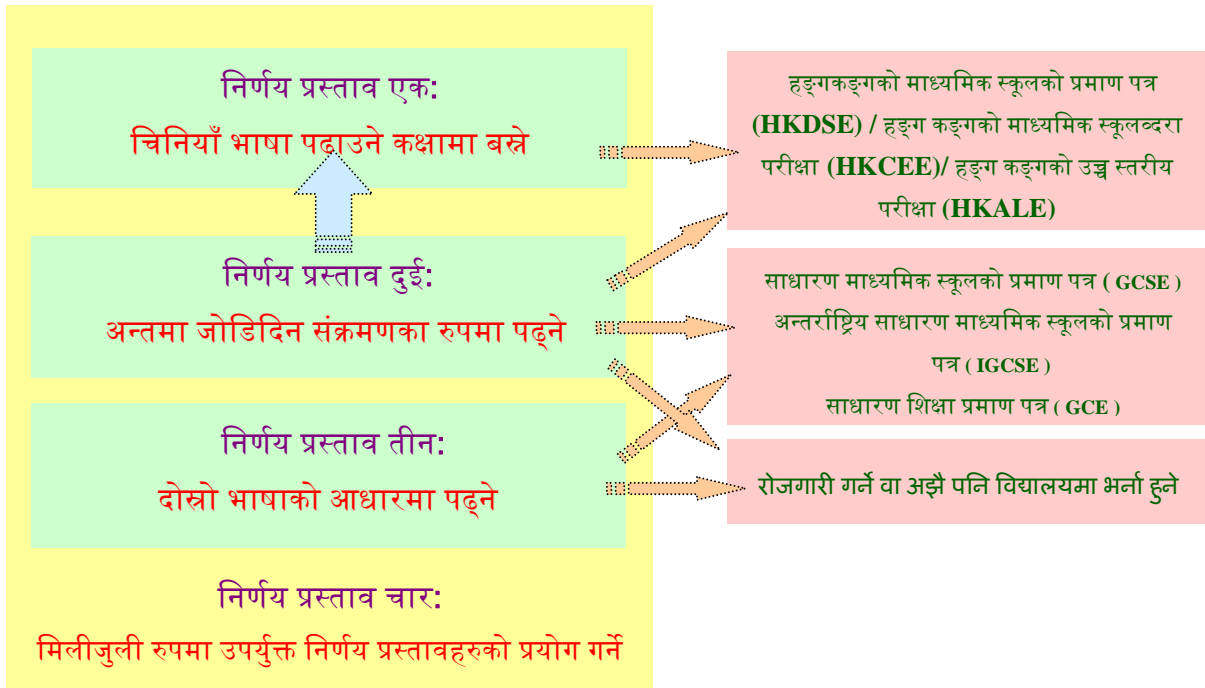 निर्णय प्रस्ताव एक:
चिनियाँ भाषा पढाउने कक्षामा बस्ने
निर्णय प्रस्ताव दुई:
अन्तमा जोडिदिन संक्रमणका रुपमा पढ्ने
निर्णय प्रस्ताव तीन:
दोस्रो भाषाको आधारमा पढ्ने
निर्णय प्रस्ताव चार:
मिलीजुली रुपमा उपर्युक्त निर्णय प्रस्तावहरुको प्रयोग गर्ने
हङ्गकङ्गको माध्यमिक स्कूलको प्रमाण पत्र
(HKDSE) / हङ्ग कङ्गको माध्यमिक स्कूलब्दरा
परीक्षा (HKCEE)/ हङ्ग कङ्गको उच्च स्तरीय
परीक्षा (HKALE)
साधारण माध्यमिक स्कूलको प्रमाण पत्र ( GCSE )
अन्तर्राष्ट्रिय साधारण माध्यमिक स्कूलको प्रमाण
पत्र ( IGCSE )
साधारण शिक्षा प्रमाण पत्र ( GCE )
रोजगारी गर्ने वा अझै पनि विद्यालयमा भर्ना हुने